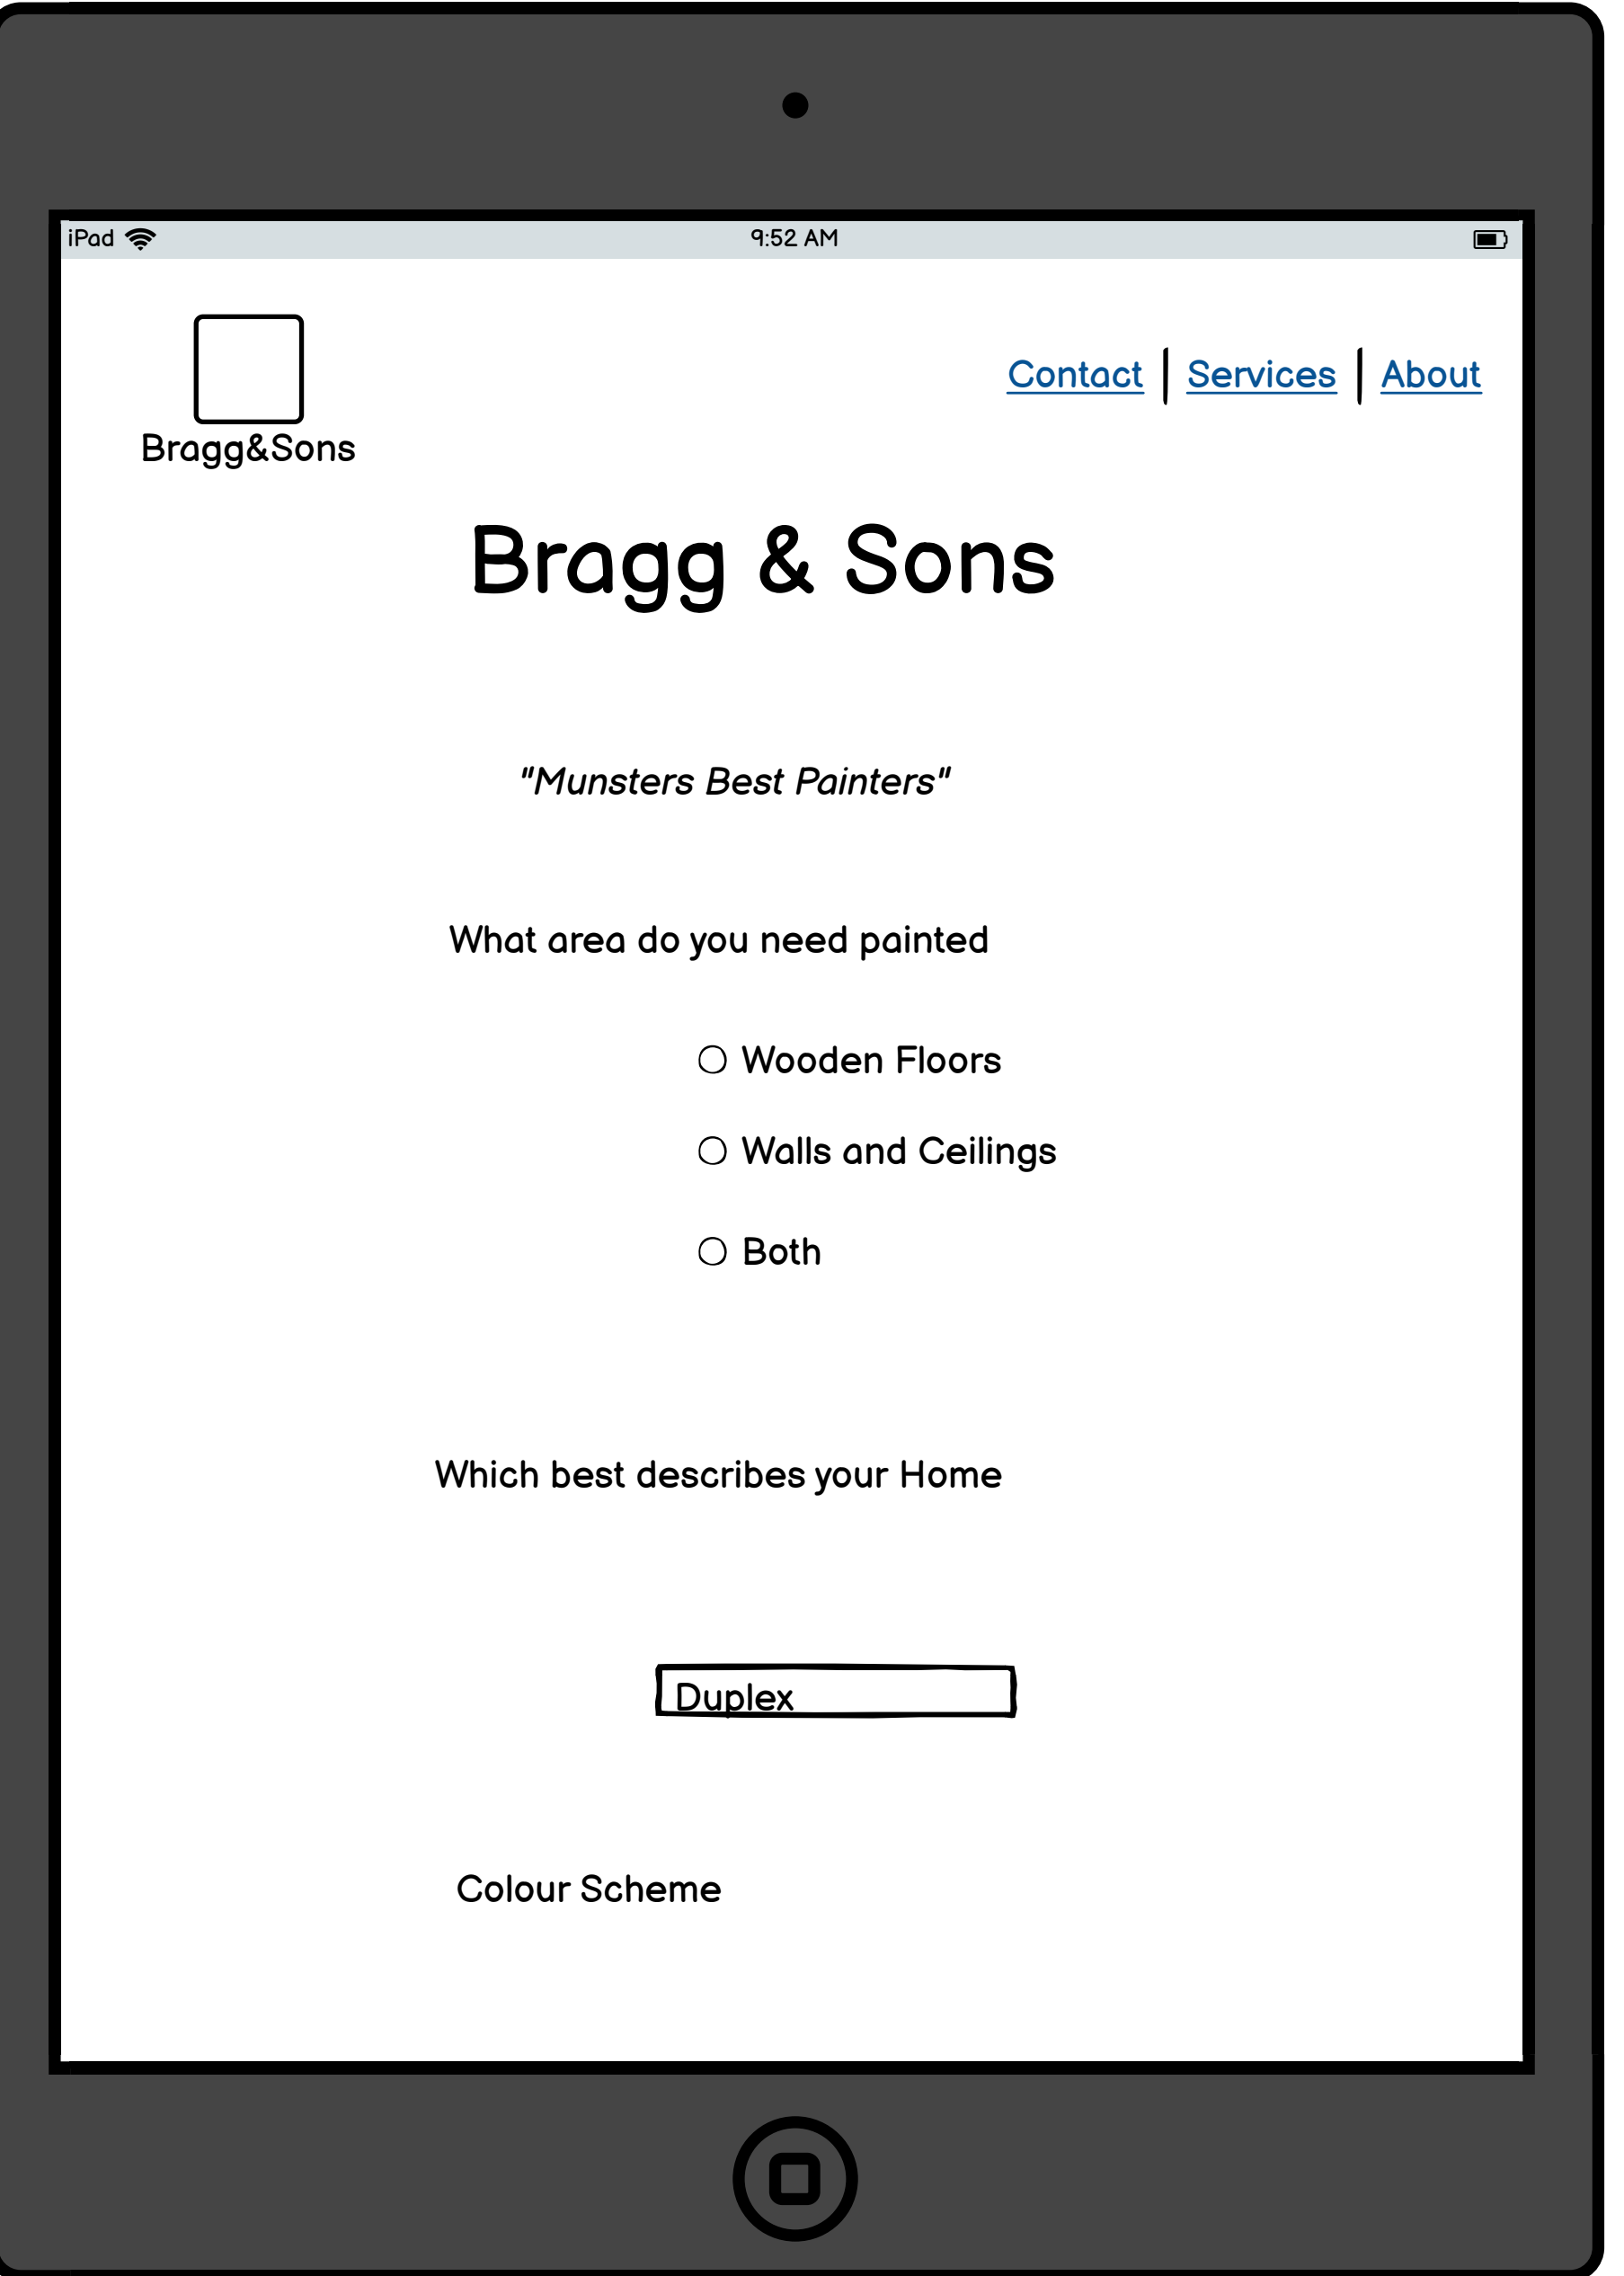 iPad 9:52 AM
Contact | Services | About
Bragg&Sons
Bragg & Sons
"Munsters Best Painters"
What area do you need painted
Wooden Floors
Walls and Ceilings
Both
Which best describes your Home
Duplex
Colour Scheme